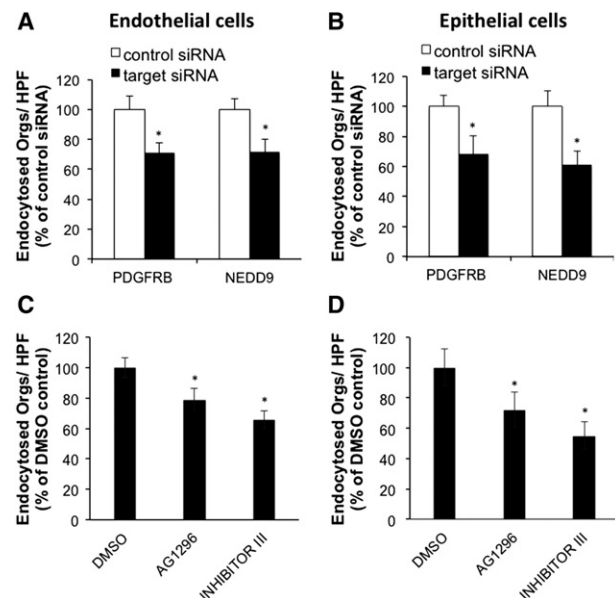 A
Endothelial cells
control siRNA
target siRNA
Endocytosed Orgs/ HPF
(% of control siRNA)
120
100
80
60
40
20
0
*
*
PDGFRB
NEDD9
B
Epithelial cells
control siRNA
target siRNA
Endocytosed Orgs/ HPF
(% of control siRNA)
120
100
80
60
40
20
0
*
*
PDGFRB
NEDD9
C
Endocytosed Orgs/ HPF
(% of DMSO control)
120
100
80
60
40
20
0
*
*
DMSO
AG1296
INHIBITOR III
D
Endocytosed Orgs/ HPF
(% of DMSO control)
120
100
80
60
40
20
0
*
*
DMSO
AG1296
INHIBITOR III